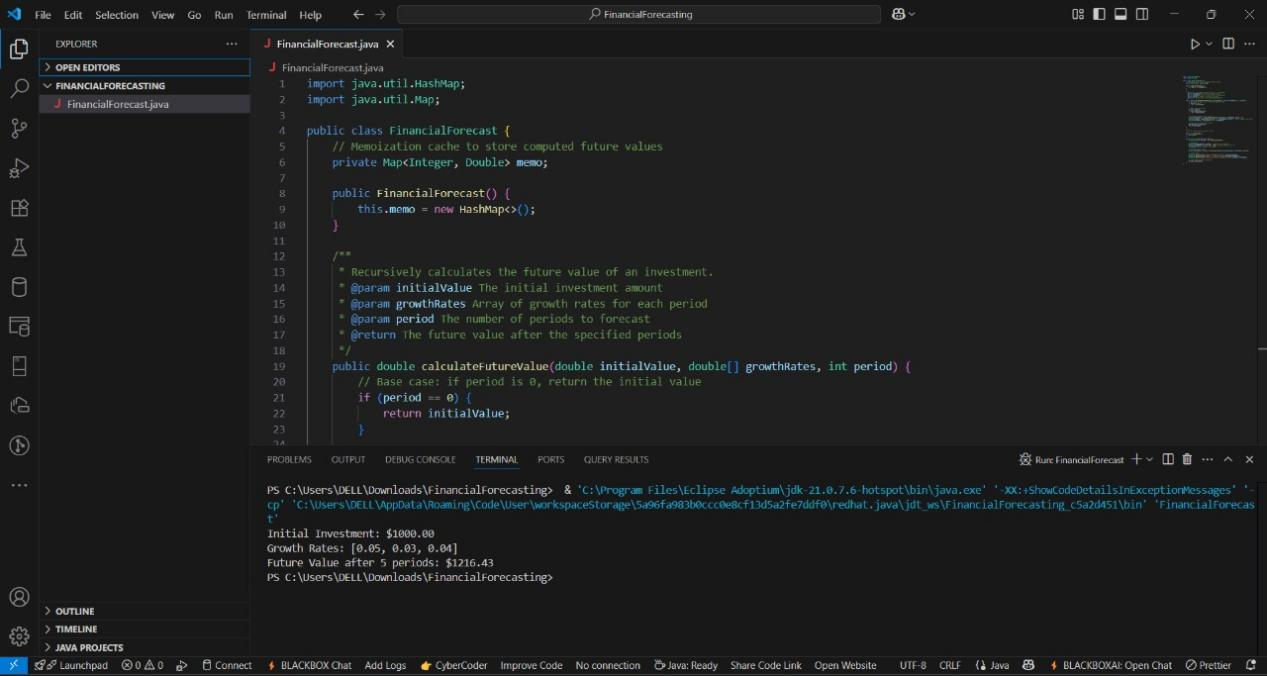 File Edit Selection View Go Run Terminal Help
FinancialForecasting
EXPLORER
OPEN EDITORS
FINANCIALFORECASTING
J FinancialForecast.java
OUTLINE
TIMELINE
JAVA PROJECTS
J FinancialForecast.java
J FinancialForecast.java
1 import java.util.HashMap;
2 import java.util.Map;
3
4 public class FinancialForecast {
5 // Memoization cache to store computed future values
6 private Map<Integer, Double> memo;
7
8 public FinancialForecast() {
9 this.memo = new HashMap<>();
10 }
11
12 /**
13 * Recursively calculates the future value of an investment.
14 * @param initialValue The initial investment amount
15 * @param growthRates Array of growth rates for each period
16 * @param period The number of periods to forecast
17 * @return The future value after the specified periods
18 */
19 public double calculateFutureValue(double initialValue, double[] growthRates, int period) {
20 // Base case: if period is 0, return the initial value
21 if (period == 0) {
22 return initialValue;
23 }
24
PROBLEMS OUTPUT DEBUG CONSOLE TERMINAL PORTS QUERY RESULTS
Run: FinancialForecast
PS C:\Users\DELL\Downloads\FinancialForecasting> & 'C:\Program Files\Eclipse Adoptium\jdk-21.0.7.6-hotspot\bin\java.exe' '-XX:+ShowCodeDetailsInExceptionMessages' '-
cp' 'C:\Users\DELL\AppData\Roaming\Code\User\workspaceStorage\5a96fa983b0ccc0e8cf13d5a2fe7ddf0\redhat.java\jdt_ws\FinancialForecasting_c5a2d451\bin' 'FinancialForecas
t'
Initial Investment: $1000.00
Growth Rates: [0.05, 0.03, 0.04]
Future Value after 5 periods: $1216.43
PS C:\Users\DELL\Downloads\FinancialForecasting>
Launchpad 0 0 Connect BLACKBOX Chat Add Logs CyberCoder Improve Code No connection Java: Ready Share Code Link Open Website UTF-8 CRLF Java BLACKBOXAI: Open Chat Prettier